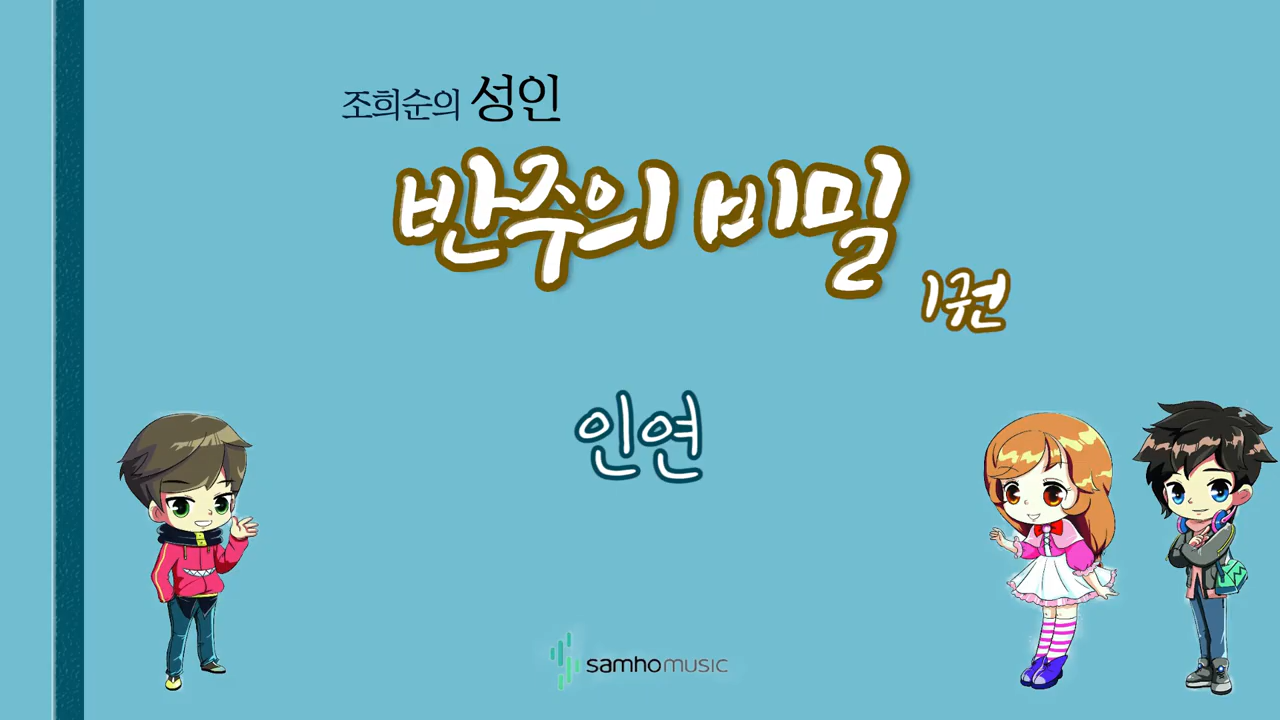 조희순의 성인
반주의 비밀
1권
인연
samhomusic